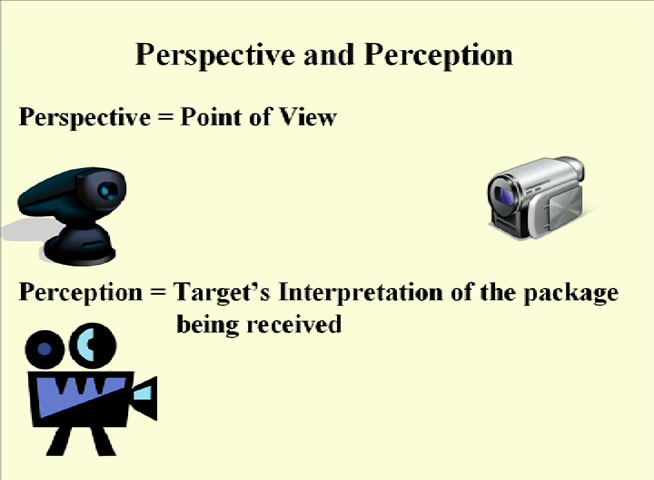 Perspective and Perception
Perspective = Point of View
Perception = Target's Interpretation of the package
being received